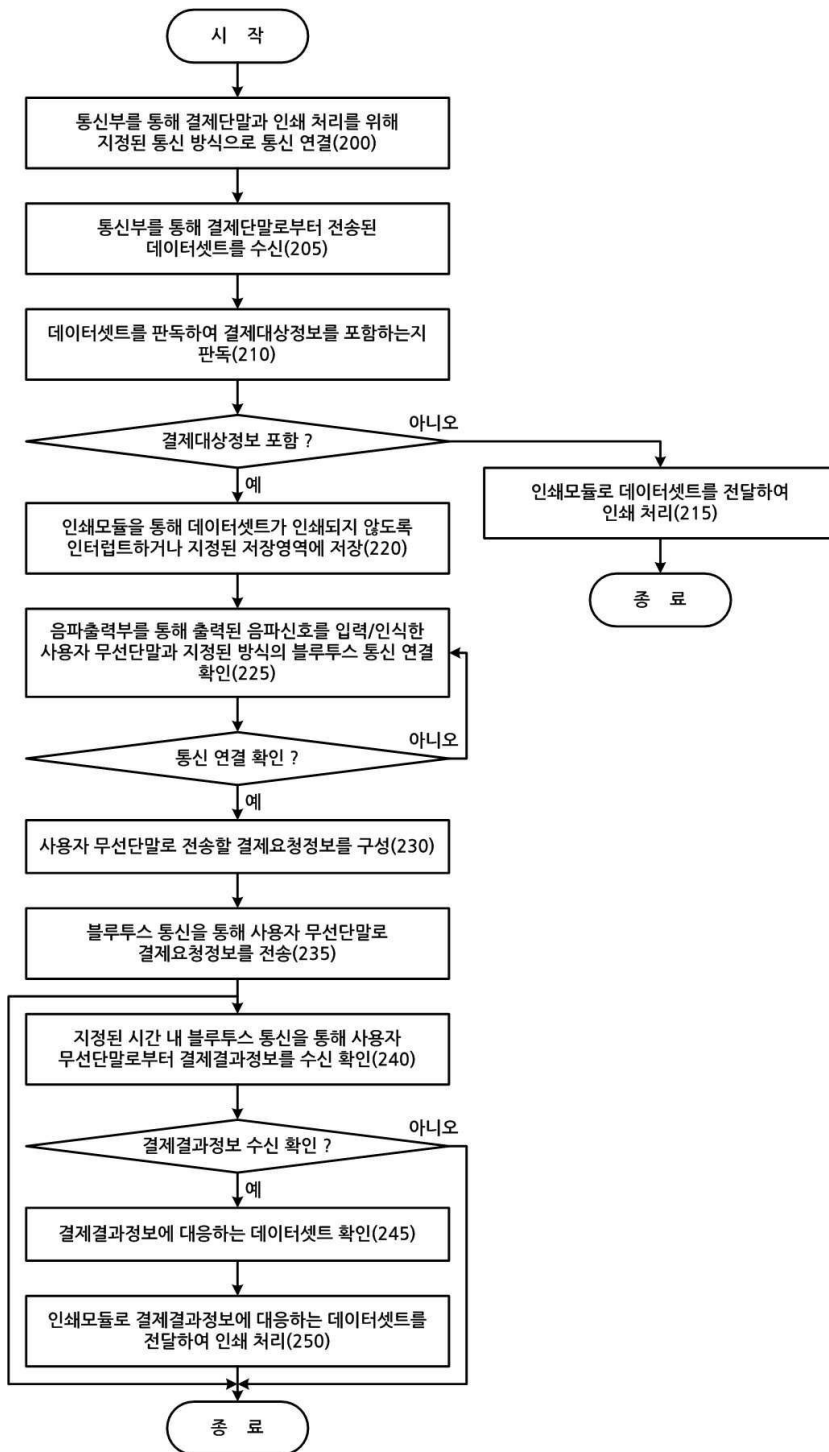 시 작
통신부를 통해 결제단말과 인쇄 처리를 위해
지정된 통신 방식으로 통신 연결(200)
통신부를 통해 결제단말로부터 전송된
데이터셋트를 수신(205)
데이터셋트를 판독하여 결제대상정보를 포함하는지
판독(210)
결제대상정보 포함 ?
아니오
예
인쇄모듈로 데이터셋트를 전달하여
인쇄 처리(215)
종 료
인쇄모듈을 통해 데이터셋트가 인쇄되지 않도록
인터럽트하거나 지정된 저장영역에 저장(220)
음파출력부를 통해 출력된 음파신호를 입력/인식한
사용자 무선단말과 지정된 방식의 블루투스 통신 연결
확인(225)
통신 연결 확인 ?
아니오
예
사용자 무선단말로 전송할 결제요청정보를 구성(230)
블루투스 통신을 통해 사용자 무선단말로
결제요청정보를 전송(235)
지정된 시간 내 블루투스 통신을 통해 사용자
무선단말로부터 결제결과정보를 수신 확인(240)
결제결과정보 수신 확인 ?
아니오
예
결제결과정보에 대응하는 데이터셋트 확인(245)
인쇄모듈로 결제결과정보에 대응하는 데이터셋트를
전달하여 인쇄 처리(250)
종 료